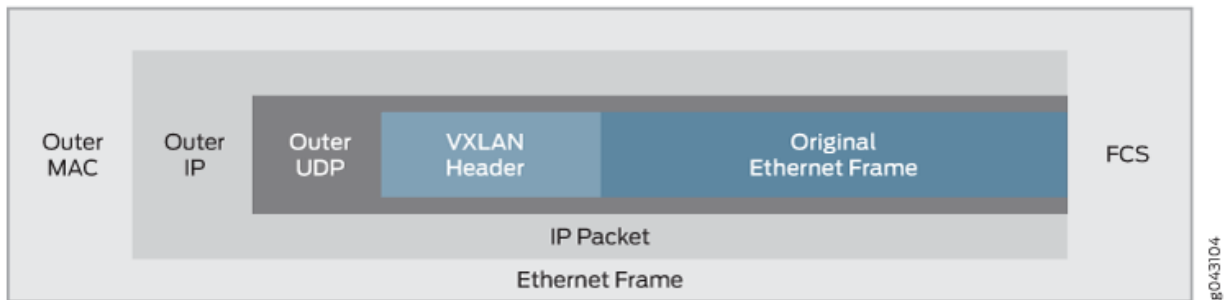 Outer
MAC
Outer
IP
Outer
UDP
VXLAN
Header
Original
Ethernet Frame
FCS
IP Packet
Ethernet Frame
g043104